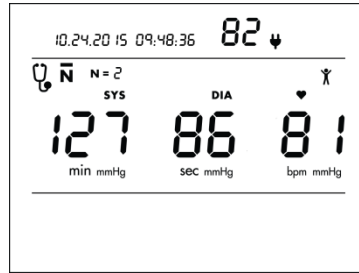 10.24.2015 09:48:36 82
N N = 2
SYS DIA
127 86 81
min mmHg sec mmHg bpm mmHg